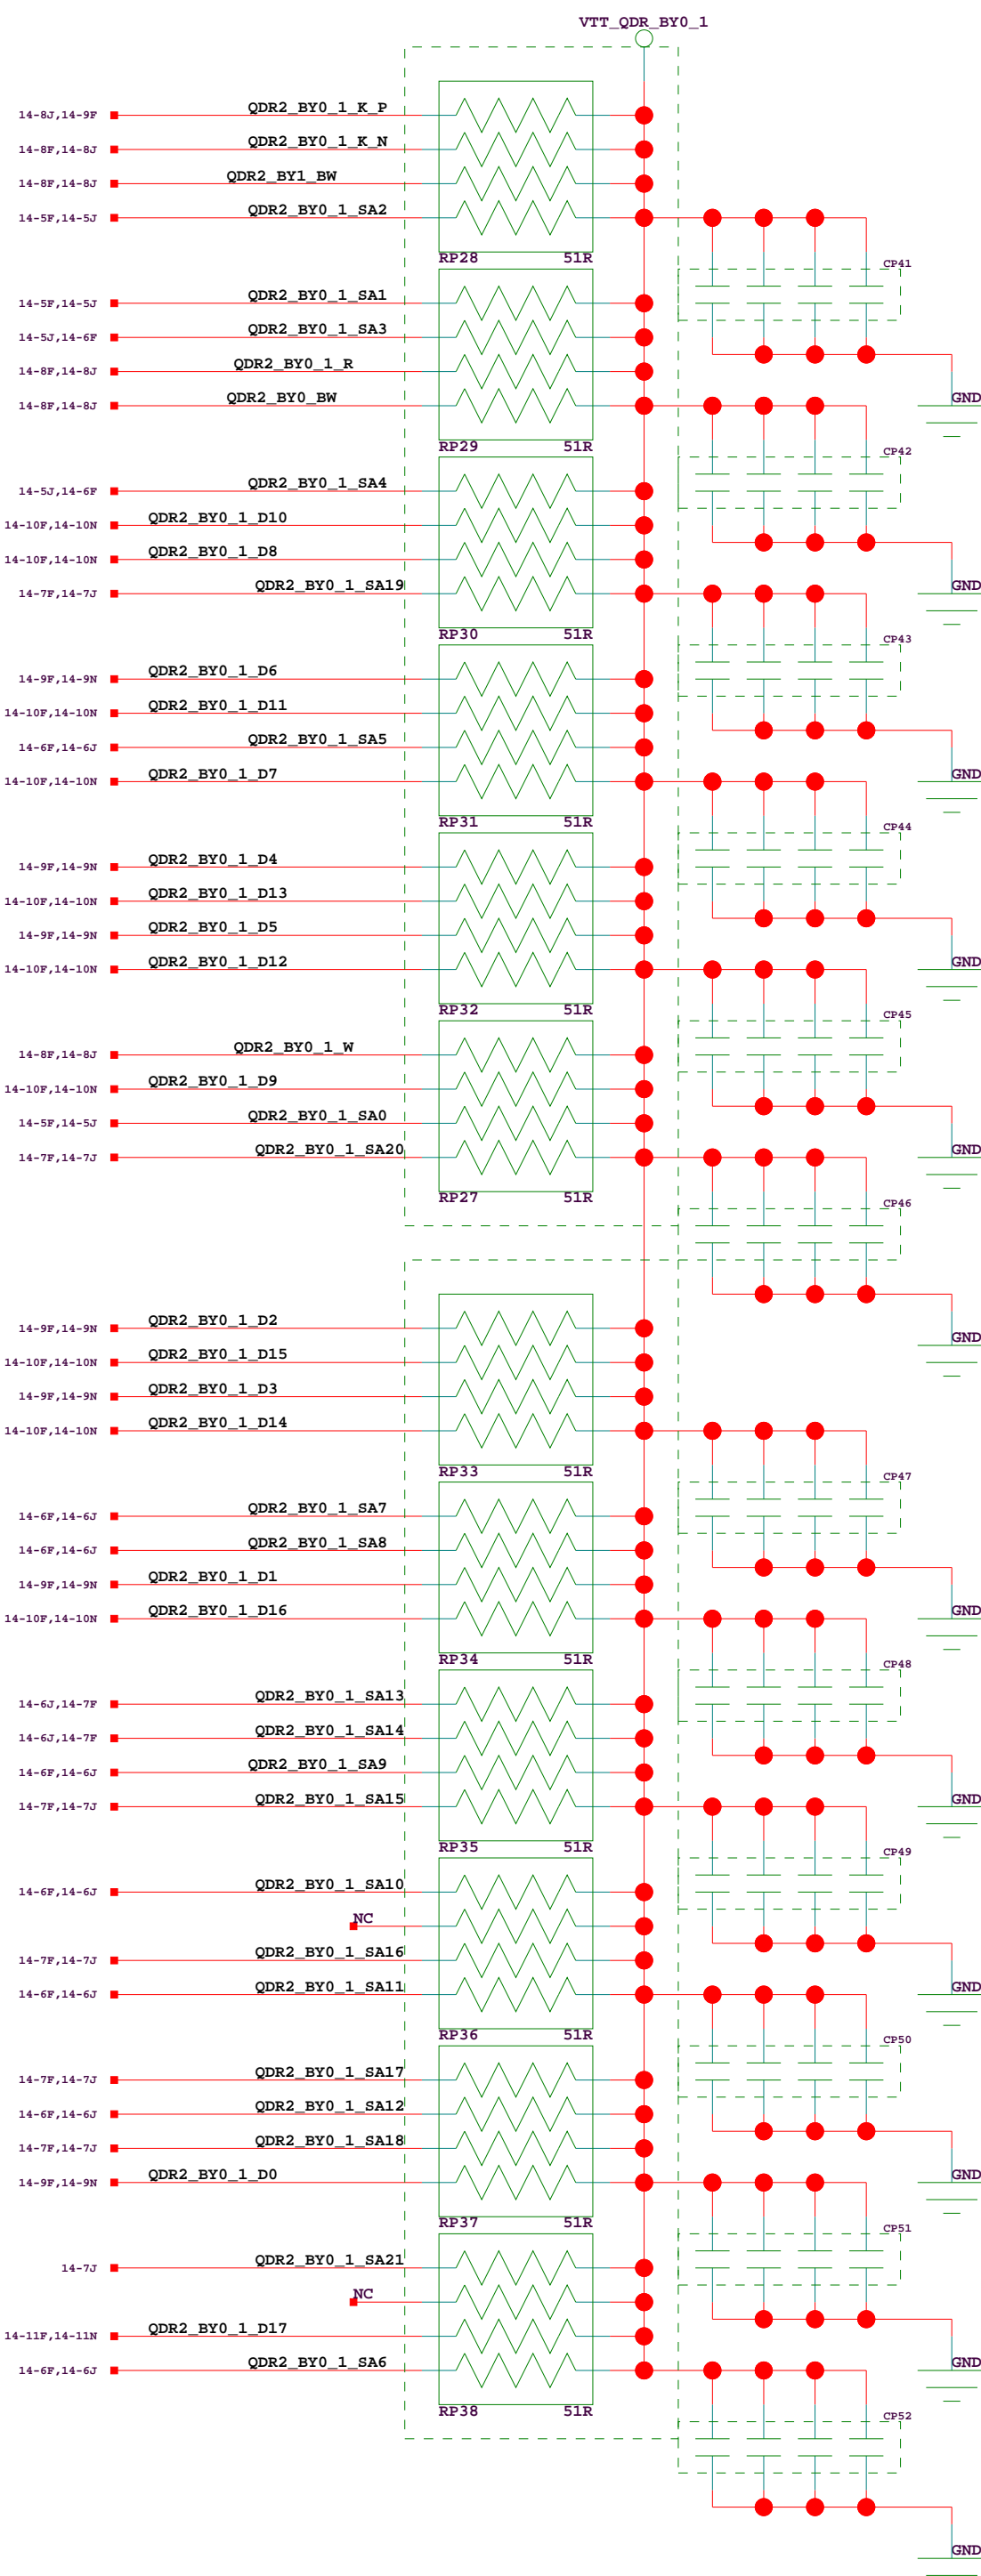 VTT_QDR_BY0_1
14-8J,14-9F QDR2_BY0_1_K_P
14-8F,14-8J QDR2_BY0_1_K_N
14-8F,14-8J QDR2_BY1_BW
14-5F,14-5J QDR2_BY0_1_SA2
RP28 51R
CP41
14-5F,14-5J QDR2_BY0_1_SA1
14-5J,14-6F QDR2_BY0_1_SA3
14-8F,14-8J QDR2_BY0_1_R
14-8F,14-8J QDR2_BY0_BW
GND
RP29 51R
CP42
14-5J,14-6F QDR2_BY0_1_SA4
14-10F,14-10N QDR2_BY0_1_D10
14-10F,14-10N QDR2_BY0_1_D8
14-7F,14-7J QDR2_BY0_1_SA19
GND
RP30 51R
CP43
14-9F,14-9N QDR2_BY0_1_D6
14-10F,14-10N QDR2_BY0_1_D11
14-6F,14-6J QDR2_BY0_1_SA5
14-10F,14-10N QDR2_BY0_1_D7
GND
RP31 51R
CP44
14-9F,14-9N QDR2_BY0_1_D4
14-10F,14-10N QDR2_BY0_1_D13
14-9F,14-9N QDR2_BY0_1_D5
14-10F,14-10N QDR2_BY0_1_D12
GND
RP32 51R
CP45
14-8F,14-8J QDR2_BY0_1_W
14-10F,14-10N QDR2_BY0_1_D9
14-5F,14-5J QDR2_BY0_1_SA0
14-7F,14-7J QDR2_BY0_1_SA20
GND
RP27 51R
CP46
14-9F,14-9N QDR2_BY0_1_D2
GND
14-10F,14-10N QDR2_BY0_1_D15
14-9F,14-9N QDR2_BY0_1_D3
14-10F,14-10N QDR2_BY0_1_D14
RP33 51R
CP47
14-6F,14-6J QDR2_BY0_1_SA7
14-6F,14-6J QDR2_BY0_1_SA8
14-9F,14-9N QDR2_BY0_1_D1
14-10F,14-10N QDR2_BY0_1_D16
GND
RP34 51R
CP48
14-6J,14-7F QDR2_BY0_1_SA13
14-6J,14-7F QDR2_BY0_1_SA14
14-6F,14-6J QDR2_BY0_1_SA9
14-7F,14-7J QDR2_BY0_1_SA15
GND
RP35 51R
CP49
14-6F,14-6J QDR2_BY0_1_SA10
NC
14-7F,14-7J QDR2_BY0_1_SA16
14-6F,14-6J QDR2_BY0_1_SA11
GND
RP36 51R
CP50
14-7F,14-7J QDR2_BY0_1_SA17
14-6F,14-6J QDR2_BY0_1_SA12
14-7F,14-7J QDR2_BY0_1_SA18
14-9F,14-9N QDR2_BY0_1_D0
GND
RP37 51R
CP51
14-7J QDR2_BY0_1_SA21
NC
14-11F,14-11N QDR2_BY0_1_D17
14-6F,14-6J QDR2_BY0_1_SA6
GND
RP38 51R
CP52
GND